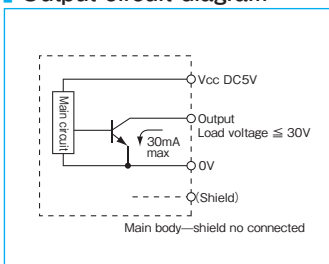 Output circuit diagram
Vcc DC5V
Main circuit
Output
Load voltage ≦ 30V
30mA
max
0V
(Shield)
Main body—shield no connected